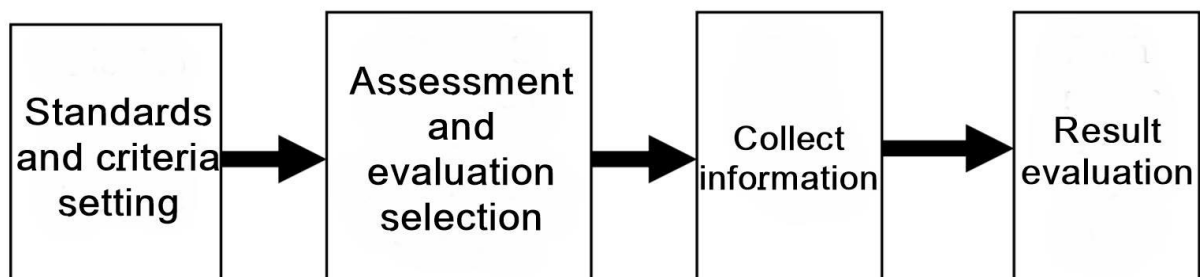 Standards
and criteria
setting
Assessment
and
evaluation
selection
Collect
information
Result
evaluation